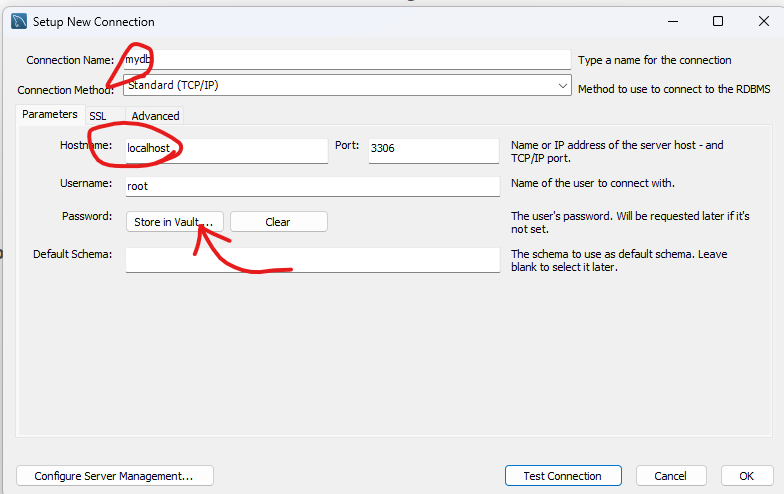 Setup New Connection
Connection Name: mydb Type a name for the connection
Connection Method: Standard (TCP/IP) Method to use to connect to the RDBMS
Parameters SSL Advanced
Hostname: localhost Port: 3306 Name or IP address of the server host - and
TCP/IP port.
Username: root Name of the user to connect with.
Password: Store in Vault ... Clear The user's password. Will be requested later if it's
not set.
Default Schema: The schema to use as default schema. Leave
blank to select it later.
Configure Server Management... Test Connection Cancel OK